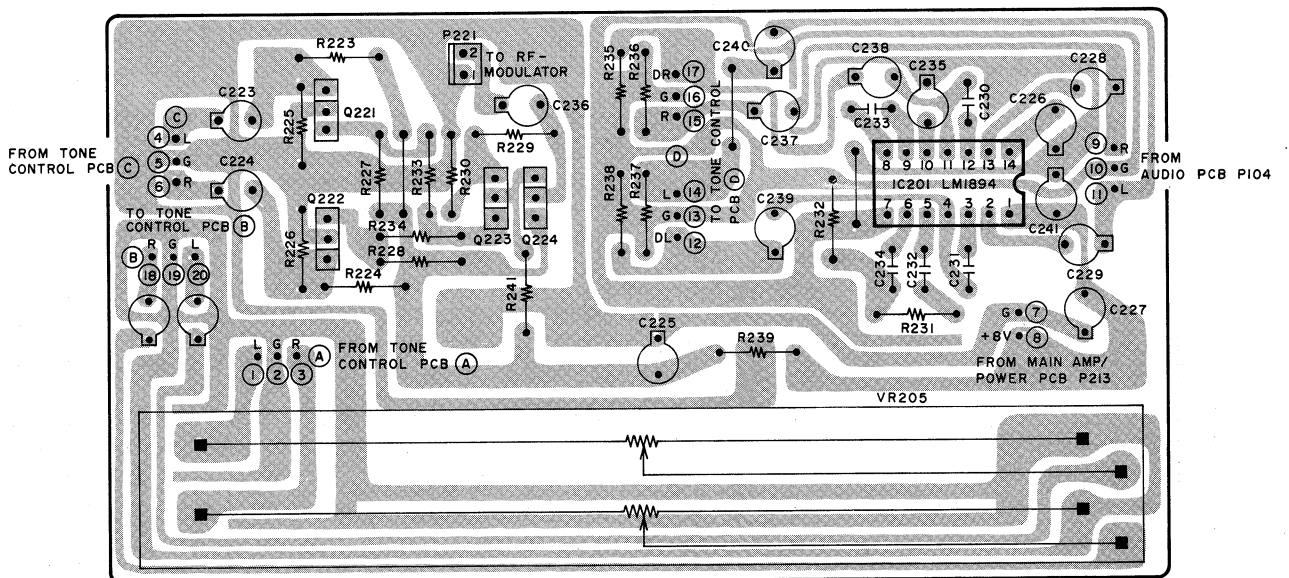 P221
2
1
TO RF-
MODULATOR
R223
C223
C
4 L
5 G
6 R
FROM TONE
CONTROL PCB C
C224
TO TONE
CONTROL PCB B
B R G L
18 19 20
R225
Q221
Q222
R226
R224
R227
R233
R230
R234
R228
C236
R229
Q223
Q224
R241
L G R
1 2 3
A
FROM TONE
CONTROL PCB A
R235
R236
DR 17
G 16
R 15
D
L 14
G 13
DL 12
TO TONE CONTROL
PCB D
R238
R237
C240
C237
C239
C238
C235
C233
C230
C226
C228
8 9 10 11 12 13 14
IC201 LM1894
7 6 5 4 3 2 1
R232
C234
C232
C231
R231
9 R
10 G
11 L
FROM
AUDIO PCB P104
C241
C229
C227
G 7
+8V 8
FROM MAIN AMP/
POWER PCB P213
C225
R239
VR205